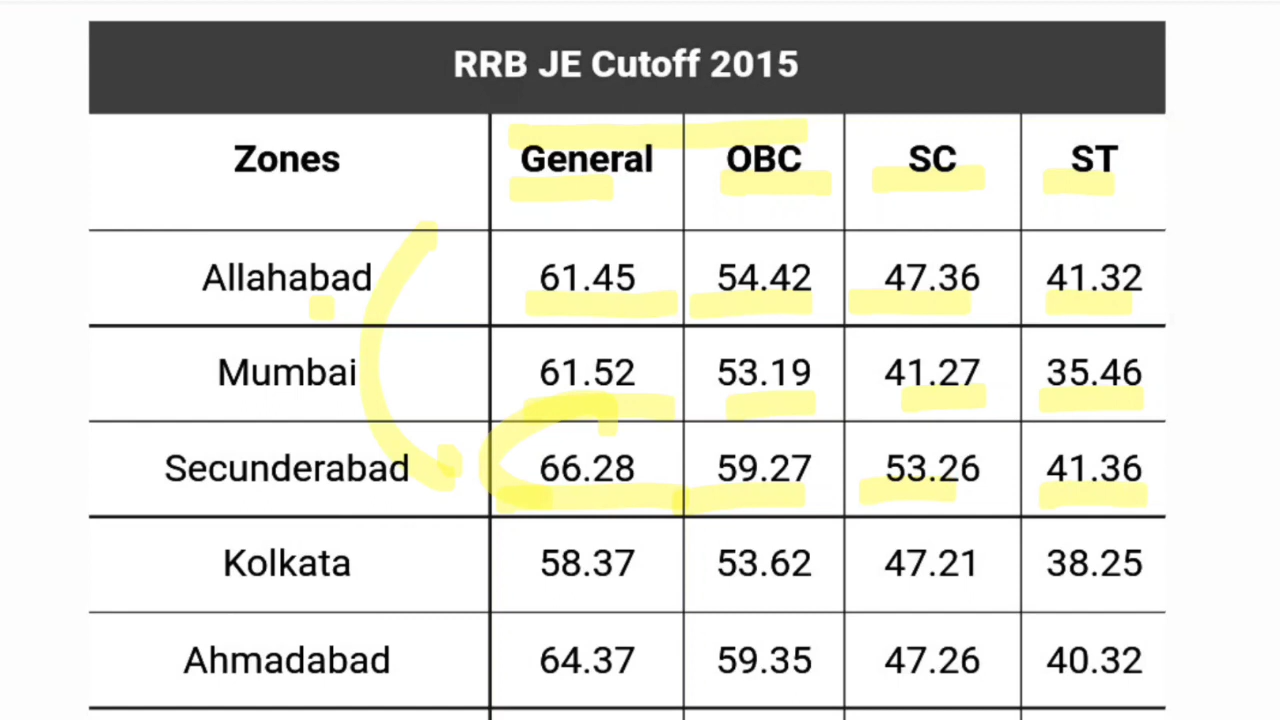 RRB JE Cutoff 2015
Zones General OBC SC ST
Allahabad 61.45 54.42 47.36 41.32
Mumbai 61.52 53.19 41.27 35.46
Secunderabad 66.28 59.27 53.26 41.36
Kolkata 58.37 53.62 47.21 38.25
Ahmadabad 64.37 59.35 47.26 40.32